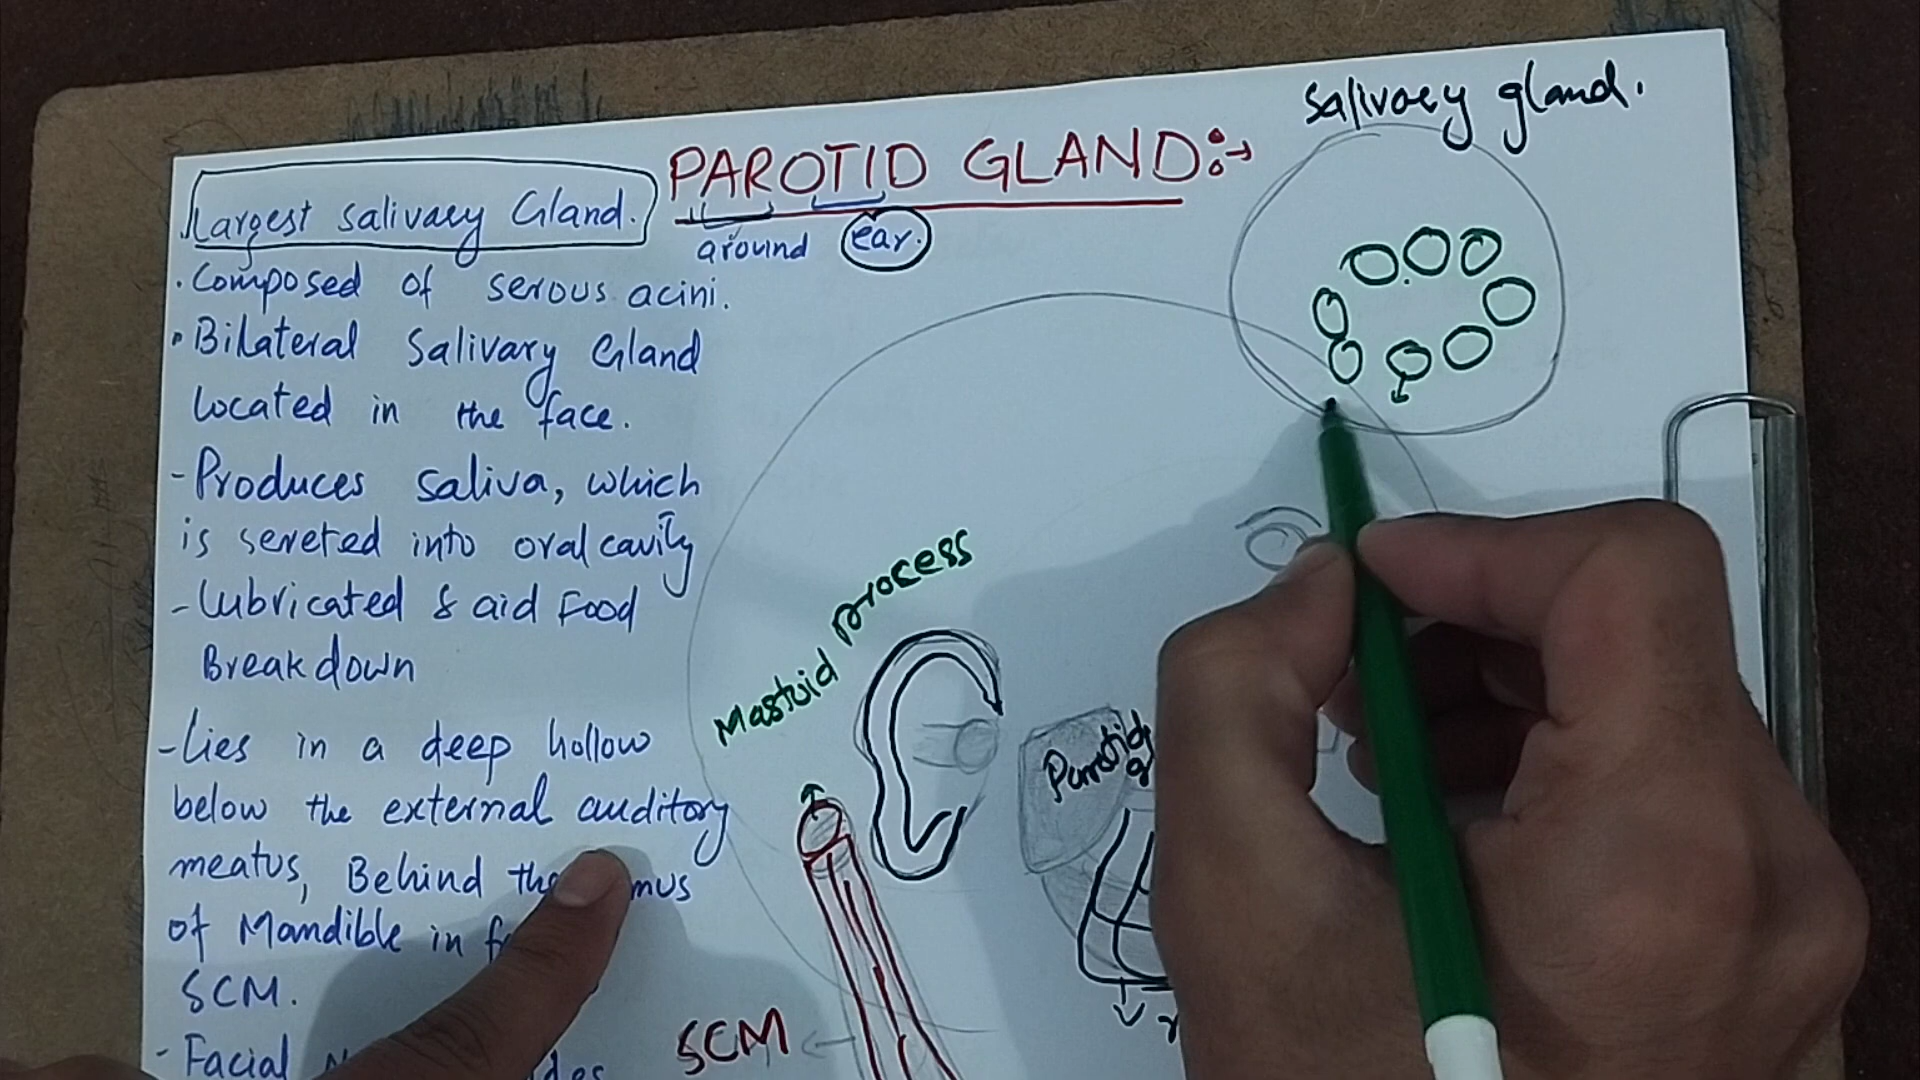 Salivary gland.
PAROTID GLAND:→
around ear.
Largest Salivary Gland.
• Composed of serous acini.
• Bilateral Salivary Gland
located in the face.
- Produces saliva, which
is sereted into oral cavity
- Lubricated & aid Food
Breakdown
- Lies in a deep hollow
below the external auditory
meatus, Behind the
of Mandible in
SCM.
- Facial
Mastoid process
Parotid
SCM